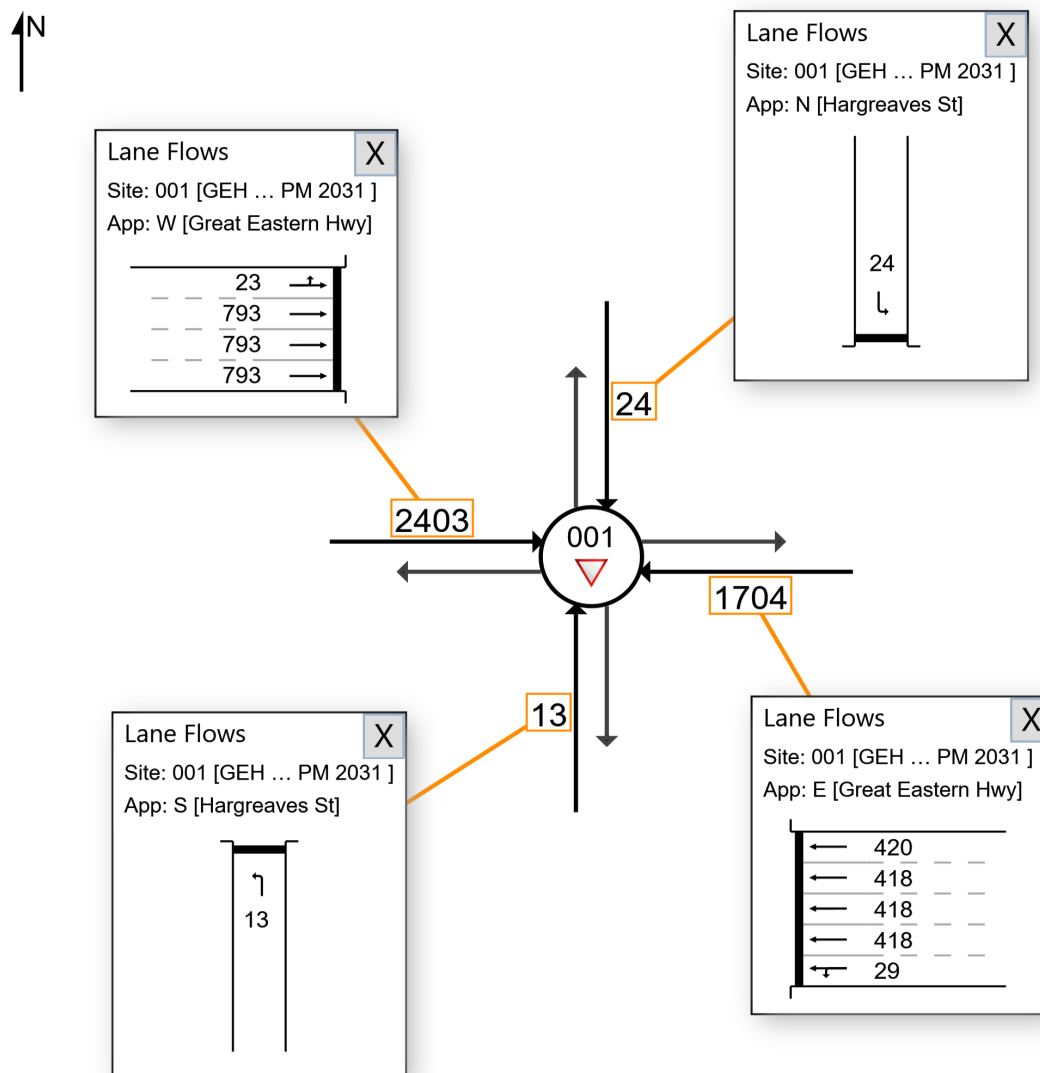 N
Lane Flows
X
Site: 001 [GEH ... PM 2031 ]
App: N [Hargreaves St]
24
Lane Flows
X
Site: 001 [GEH ... PM 2031 ]
App: W [Great Eastern Hwy]
23
793
793
793
24
2403
001
1704
13
Lane Flows
X
Site: 001 [GEH ... PM 2031 ]
App: S [Hargreaves St]
13
Lane Flows
X
Site: 001 [GEH ... PM 2031 ]
App: E [Great Eastern Hwy]
420
418
418
418
29